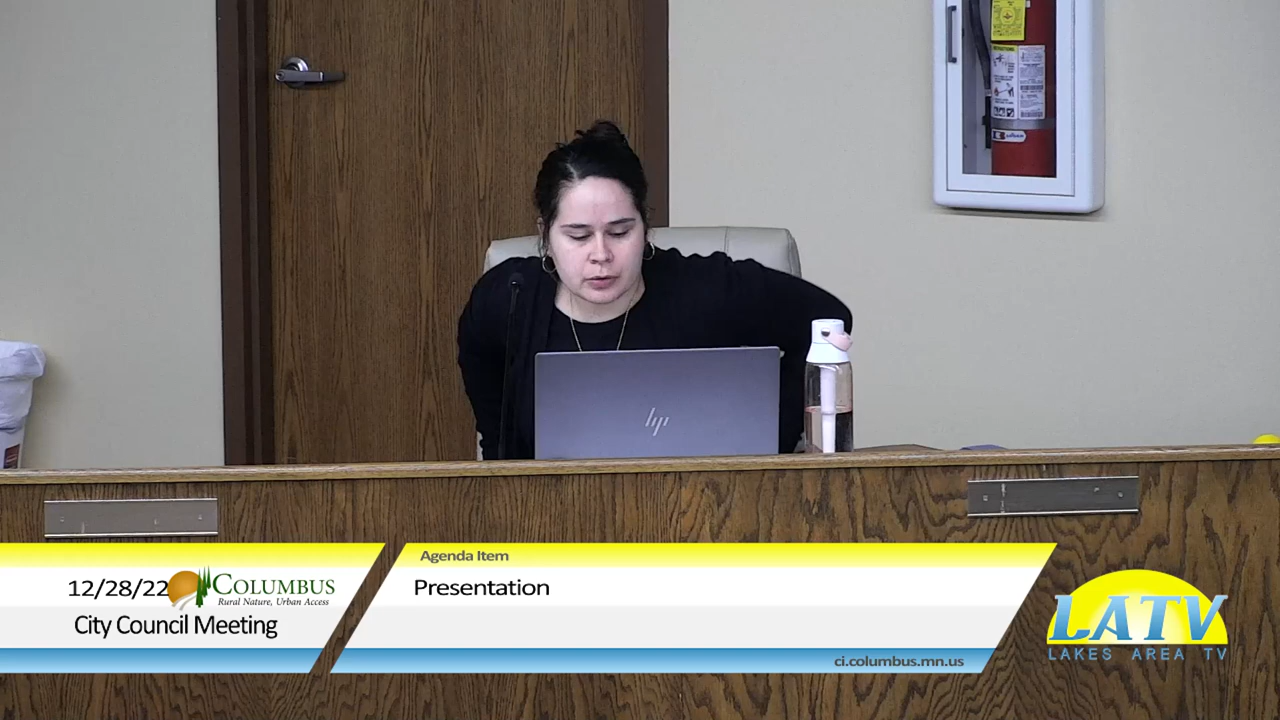 hp
12/28/22
COLUMBUS
Rural Nature, Urban Access
City Council Meeting
Agenda Item
Presentation
ci.columbus.mn.us
LATV
LAKES AREA TV